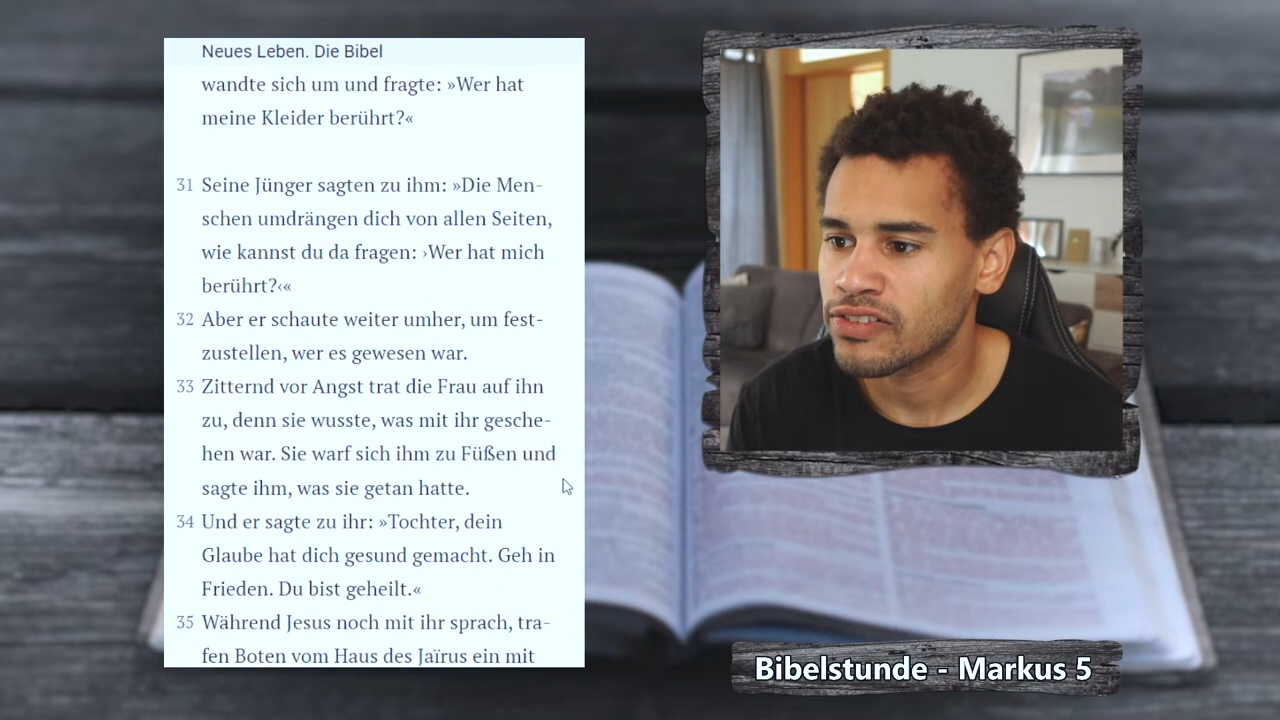 Neues Leben. Die Bibel
wandte sich um und fragte: »Wer hat
meine Kleider berührt?«
31 Seine Jünger sagten zu ihm: »Die Men-
schen umdrängen dich von allen Seiten,
wie kannst du da fragen: ›Wer hat mich
berührt?‹«
32 Aber er schaute weiter umher, um fest-
zustellen, wer es gewesen war.
33 Zitternd vor Angst trat die Frau auf ihn
zu, denn sie wusste, was mit ihr gesche-
hen war. Sie warf sich ihm zu Füßen und
sagte ihm, was sie getan hatte.
34 Und er sagte zu ihr: »Tochter, dein
Glaube hat dich gesund gemacht. Geh in
Frieden. Du bist geheilt.«
35 Während Jesus noch mit ihr sprach, tra-
fen Boten vom Haus des Jaïrus ein mit
Bibelstunde - Markus 5